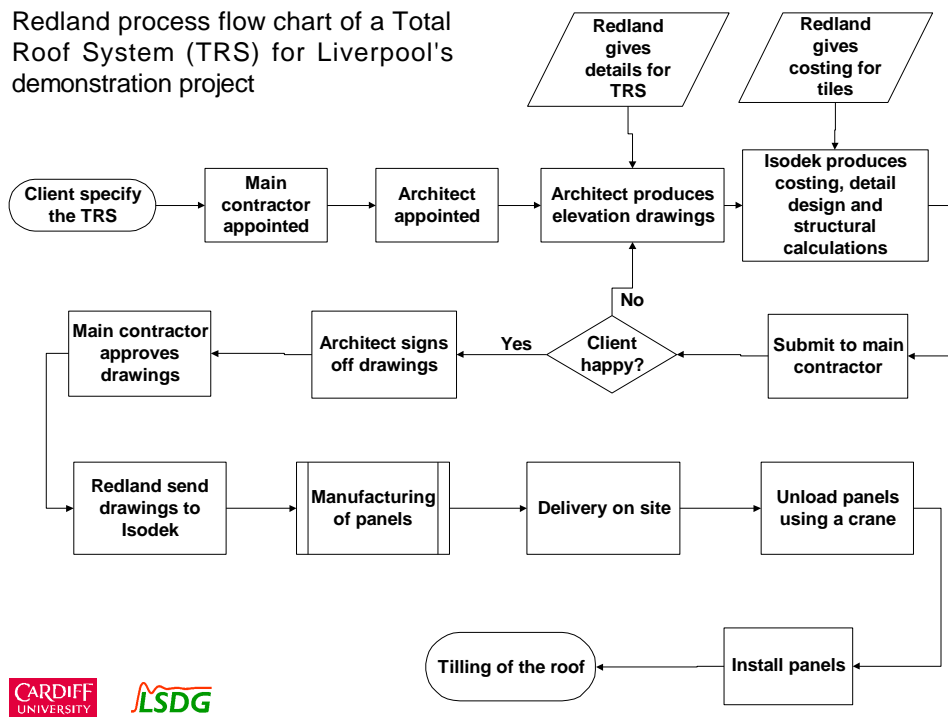 Redland process flow chart of a Total
Roof System (TRS) for Liverpool's
demonstration project
Redland
gives
details for
TRS
Redland
gives
costing for
tiles
Client specify
the TRS
Main
contractor
appointed
Architect
appointed
Architect produces
elevation drawings
Isodek produces
costing, detail
design and
structural
calculations
No
Main contractor
approves
drawings
Architect signs
off drawings
Yes
Client
happy?
Submit to main
contractor
Redland send
drawings to
Isodek
Manufacturing
of panels
Delivery on site
Unload panels
using a crane
Tilling of the roof
Install panels
CARDIFF
UNIVERSITY
LSDG